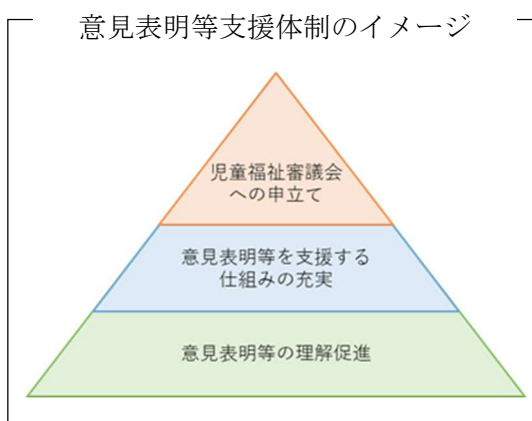 意見表明等支援体制のイメージ
児童福祉審議会
への申立て
意見表明等を支援する
仕組みの充実
意見表明等の理解促進